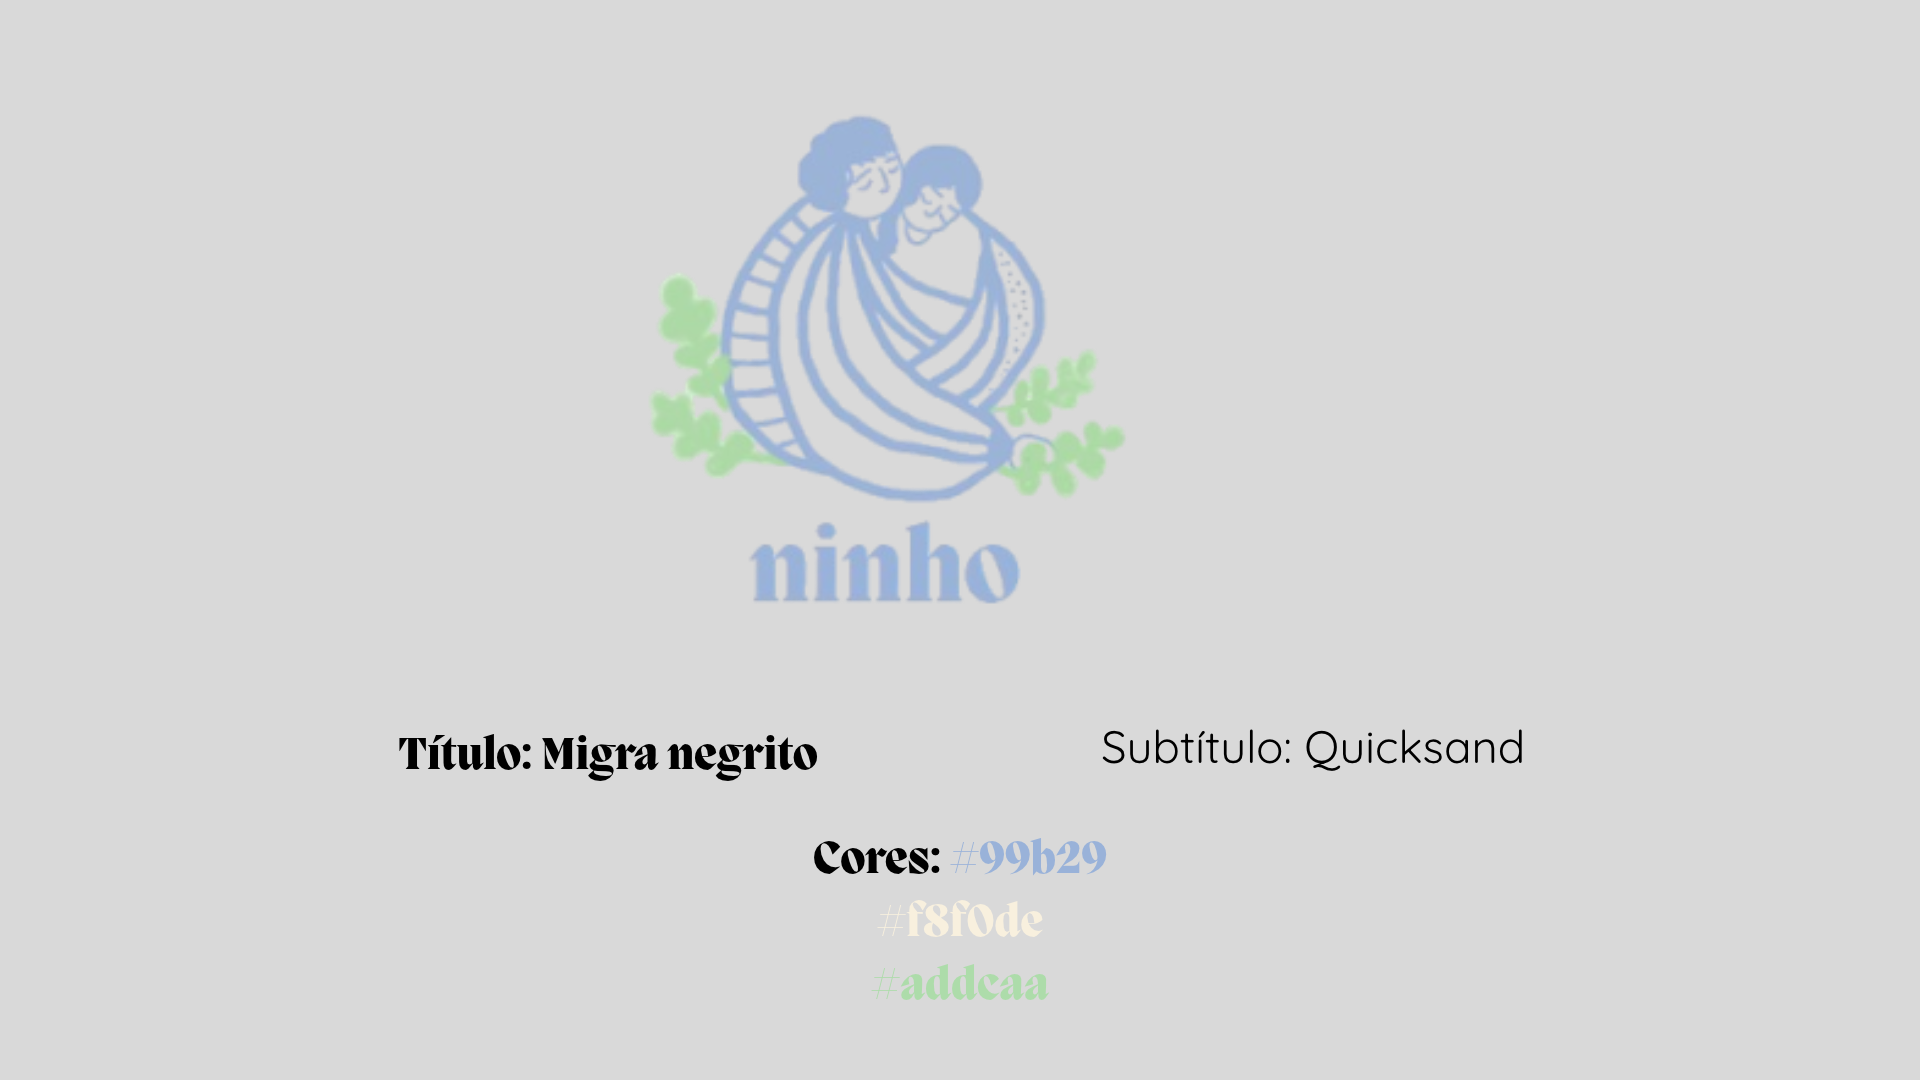 ninho
Título: Migra negrito
Subtítulo: Quicksand
Cores: #99b29
#f8f0de
#addcaa